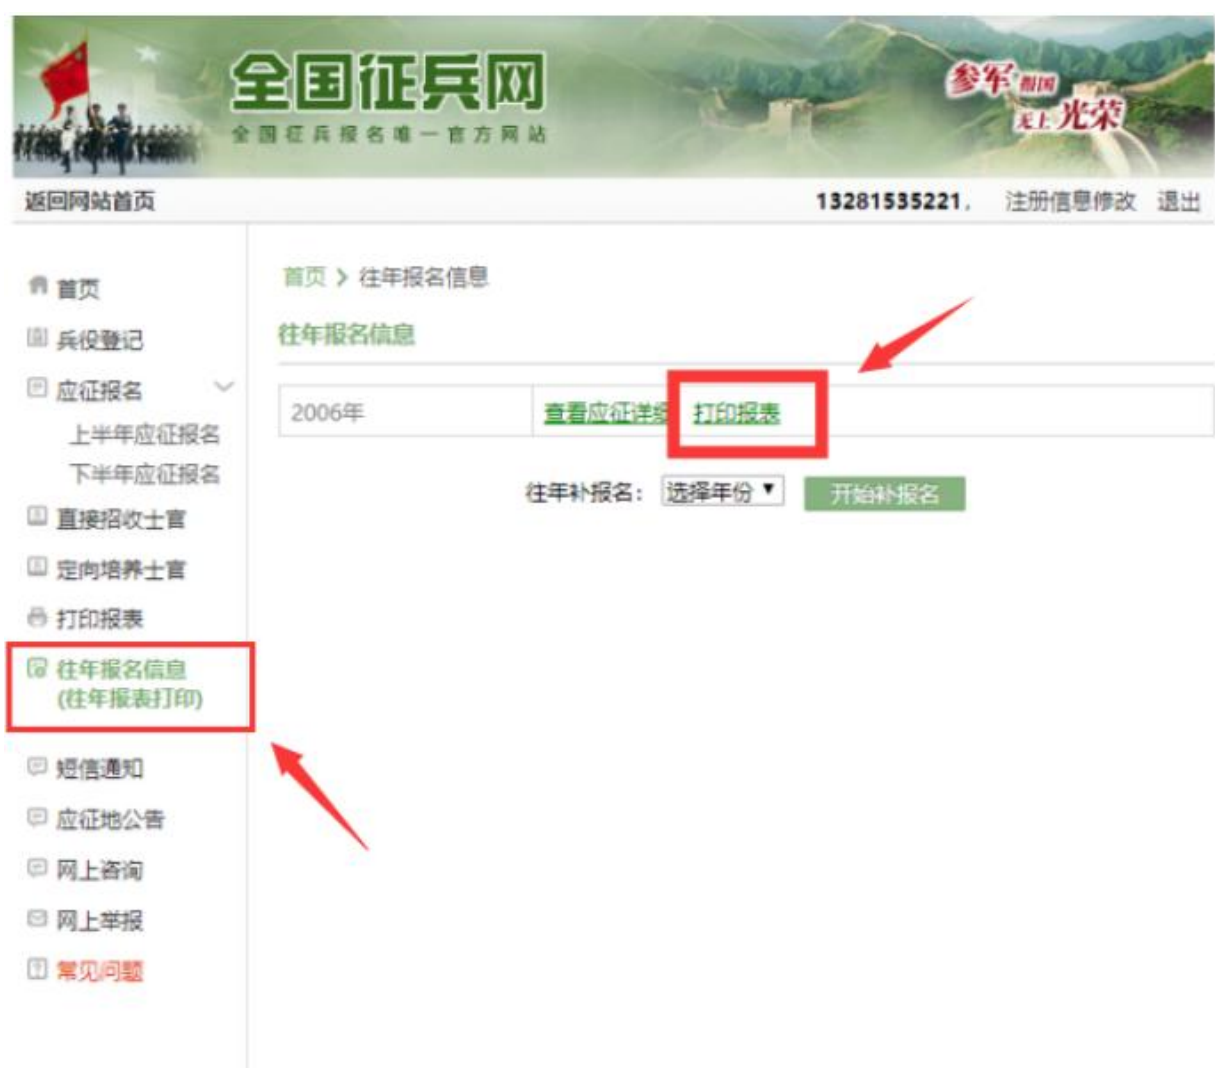 全国征兵网
全国征兵报名唯一官方网站
参军报国
无上光荣
返回网站首页
13281535221, 注册信息修改 退出
首页
兵役登记
应征报名
上半年应征报名
下半年应征报名
直接招收士官
定向培养士官
打印报表
往年报名信息
(往年报表打印)
短信通知
应征地公告
网上咨询
网上举报
常见问题
首页 > 往年报名信息
往年报名信息
2006年 查看应征详细 打印报表
往年补报名: 选择年份 开始补报名